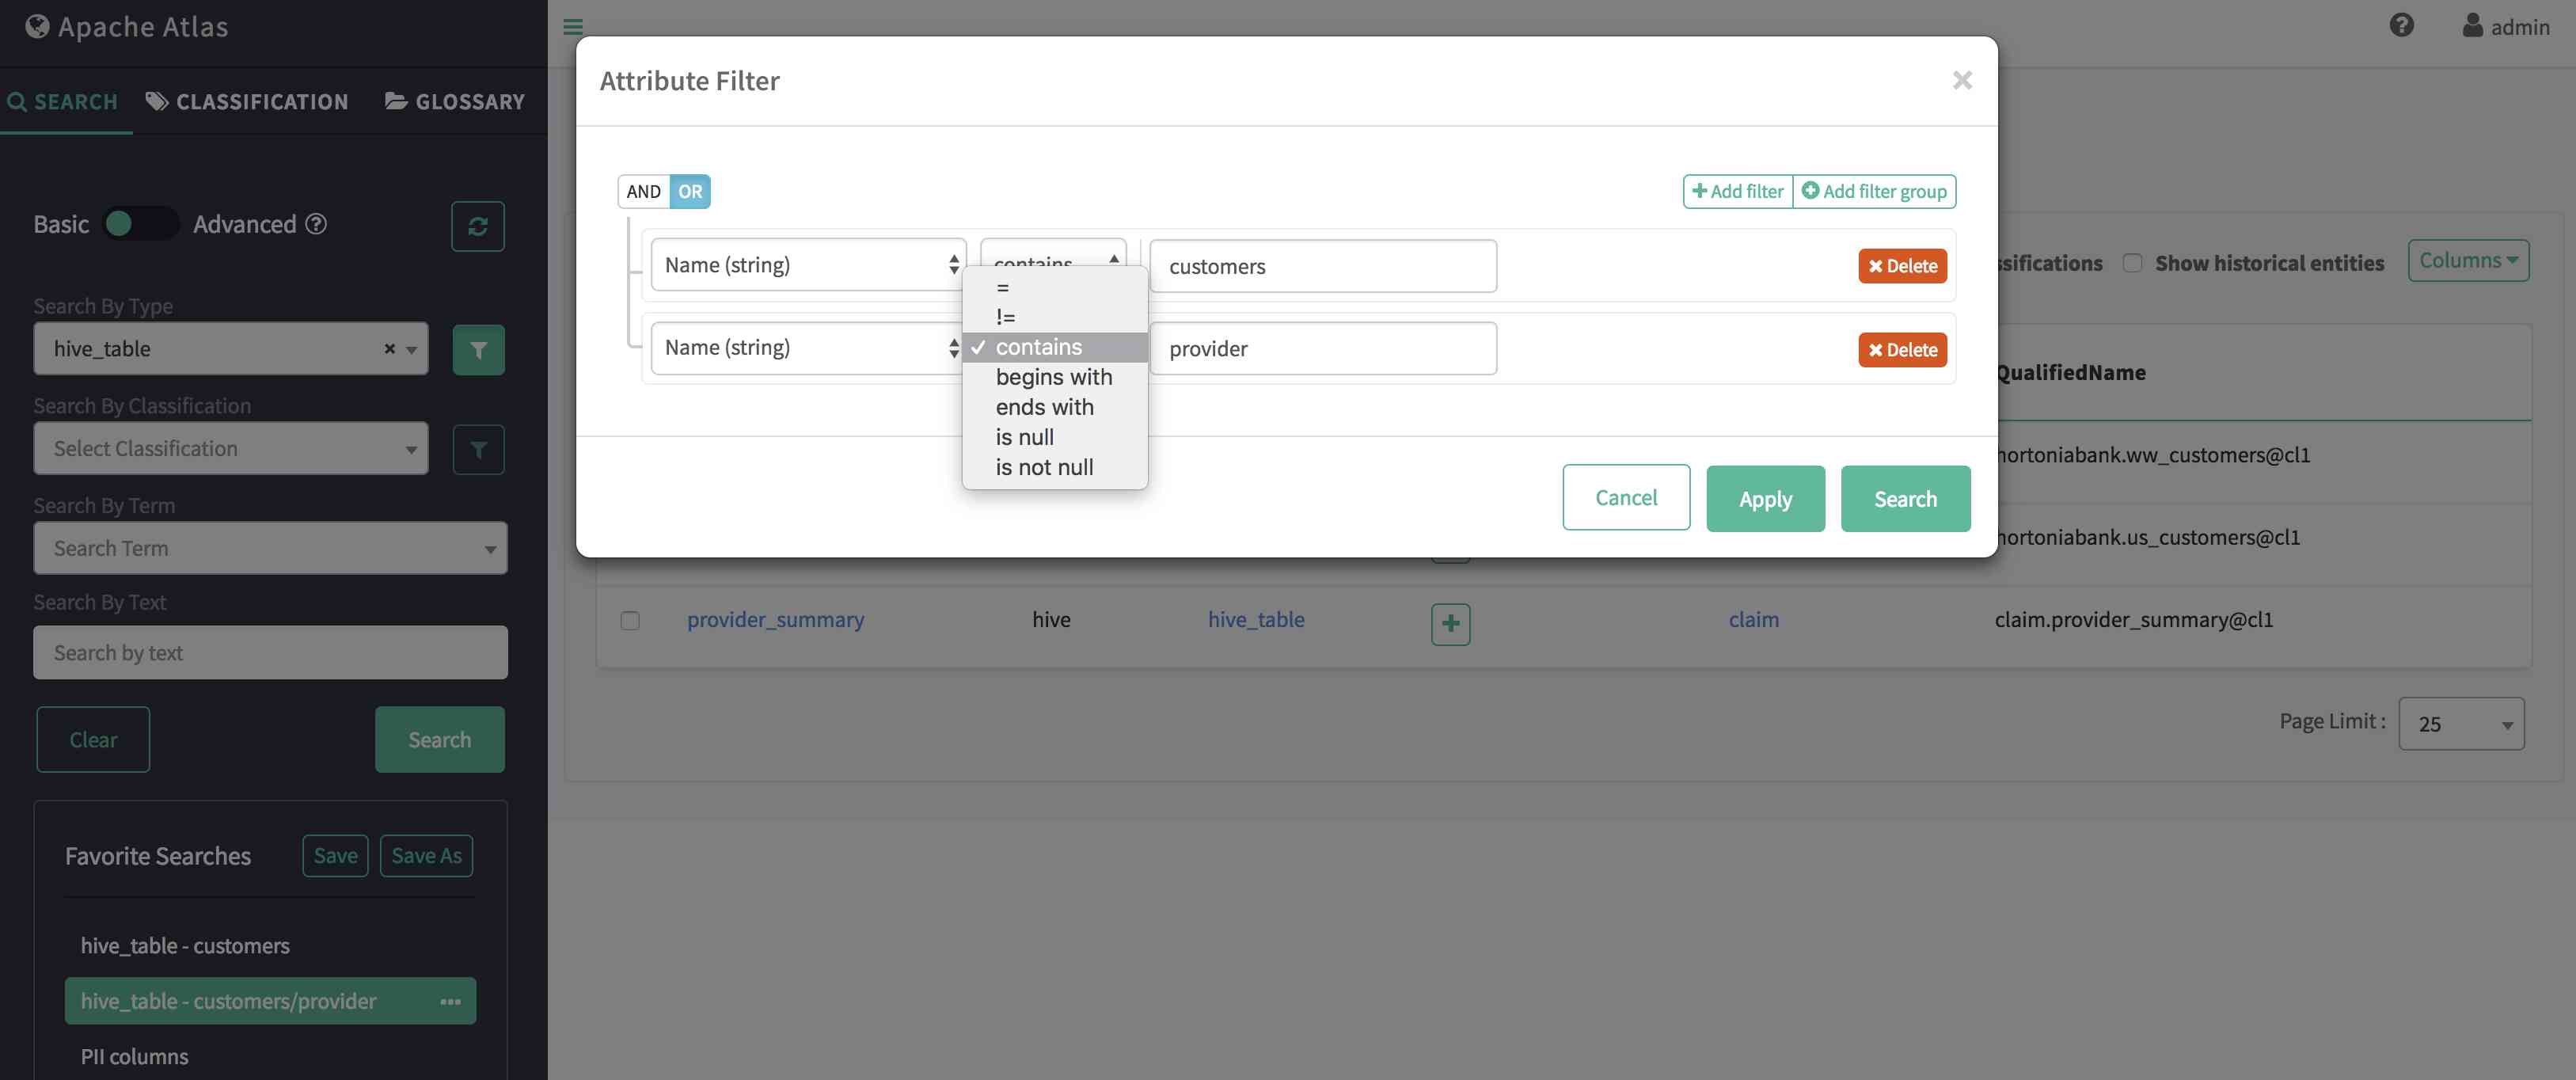 Apache Atlas
admin
SEARCH CLASSIFICATION GLOSSARY
Attribute Filter
AND OR
Add filter Add filter group
Basic Advanced
Name (string) contains customers Delete
=
!=
Name (string) contains provider Delete
begins with
ends with
is null
is not null
Cancel Apply Search
Search By Type
hive_table
Search By Classification
Select Classification
Search By Term
Search Term
Search By Text
Search by text
Clear Search
Favorite Searches Save Save As
hive_table - customers
hive_table - customers/provider
PII columns
ssifications Show historical entities Columns
QualifiedName
hortoniabank.ww_customers@cl1
hortoniabank.us_customers@cl1
provider_summary hive hive_table claim claim.provider_summary@cl1
Page Limit : 25